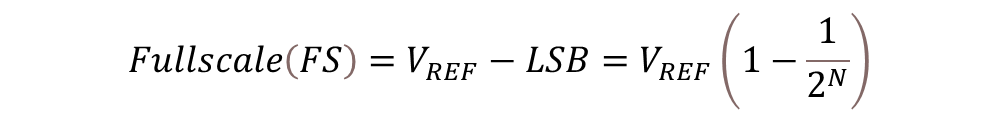 Fullscale(FS) = V_REF − LSB = V_REF (1 − 1/2^N)